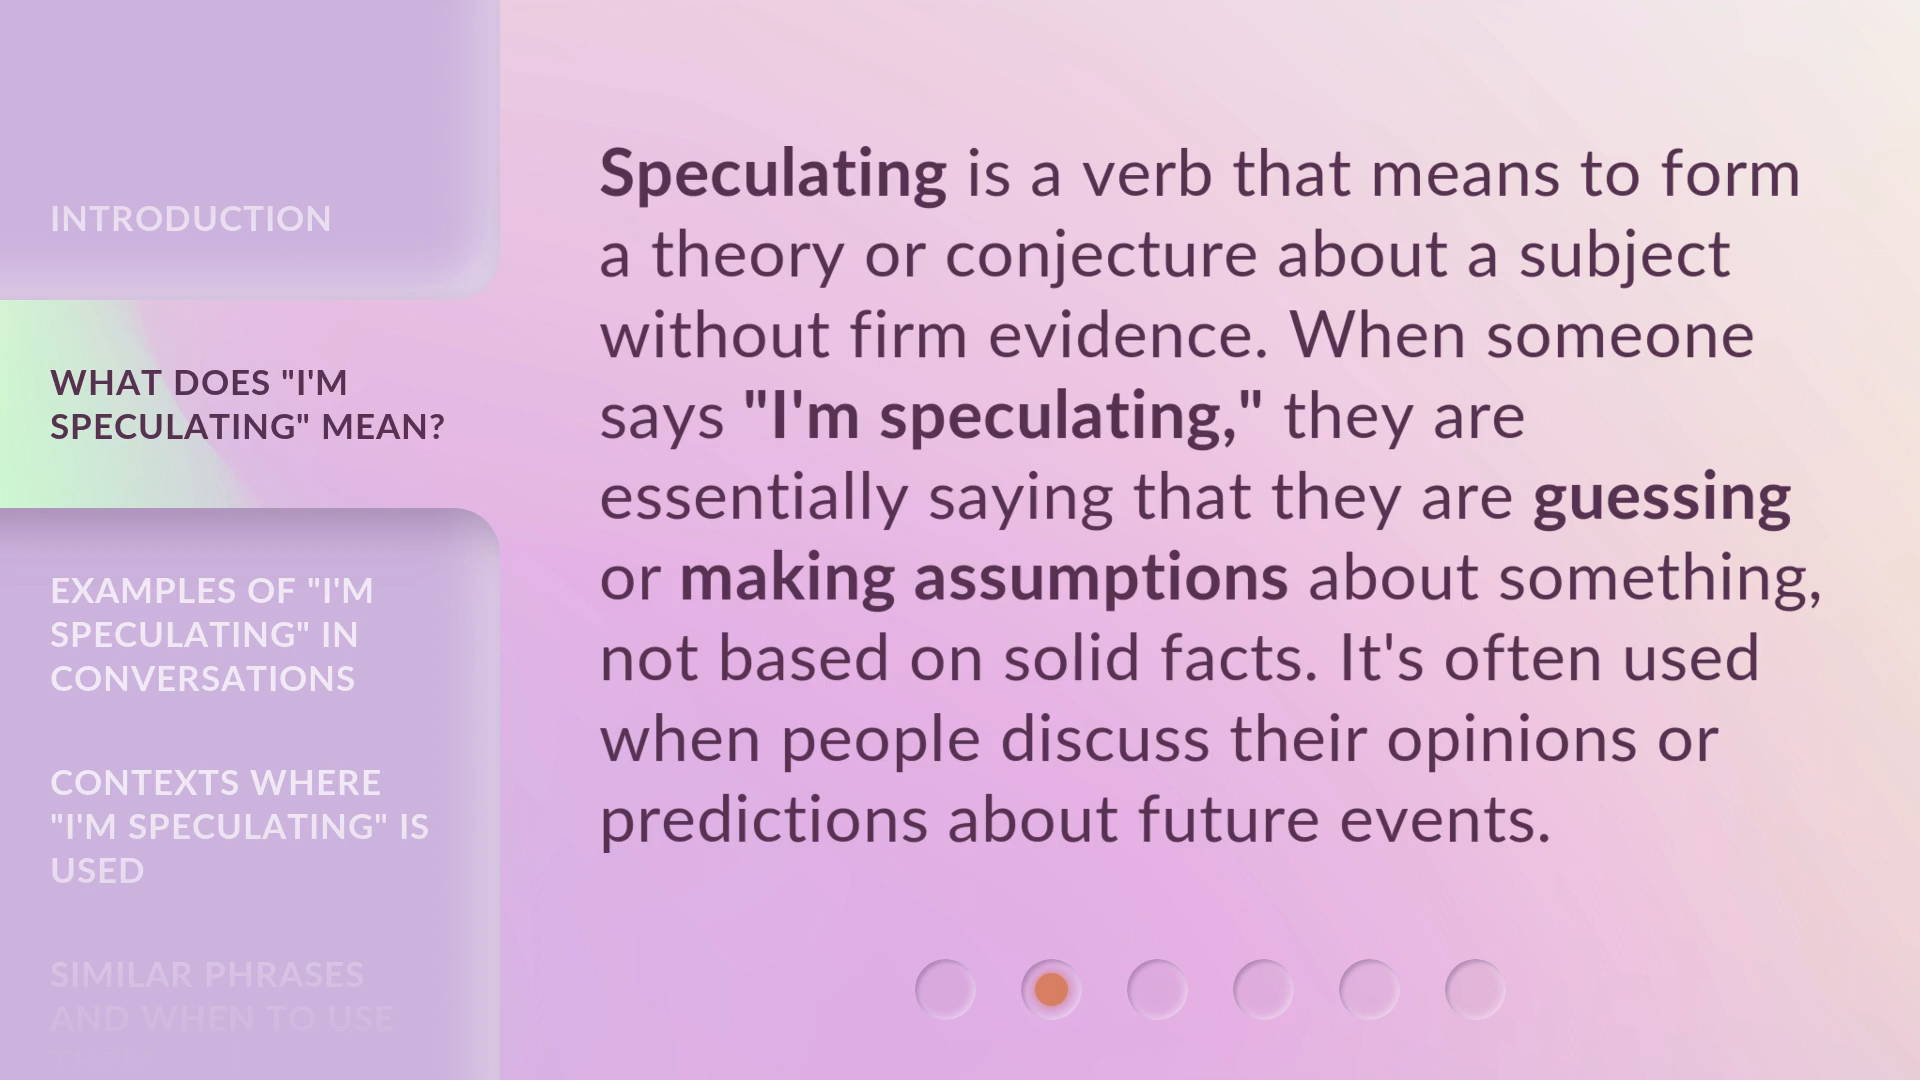 INTRODUCTION
WHAT DOES "I'M
SPECULATING" MEAN?
EXAMPLES OF "I'M
SPECULATING" IN
CONVERSATIONS
CONTEXTS WHERE
"I'M SPECULATING" IS
USED
SIMILAR PHRASES
AND WHEN TO USE
Speculating is a verb that means to form
a theory or conjecture about a subject
without firm evidence. When someone
says "I'm speculating," they are
essentially saying that they are guessing
or making assumptions about something,
not based on solid facts. It's often used
when people discuss their opinions or
predictions about future events.